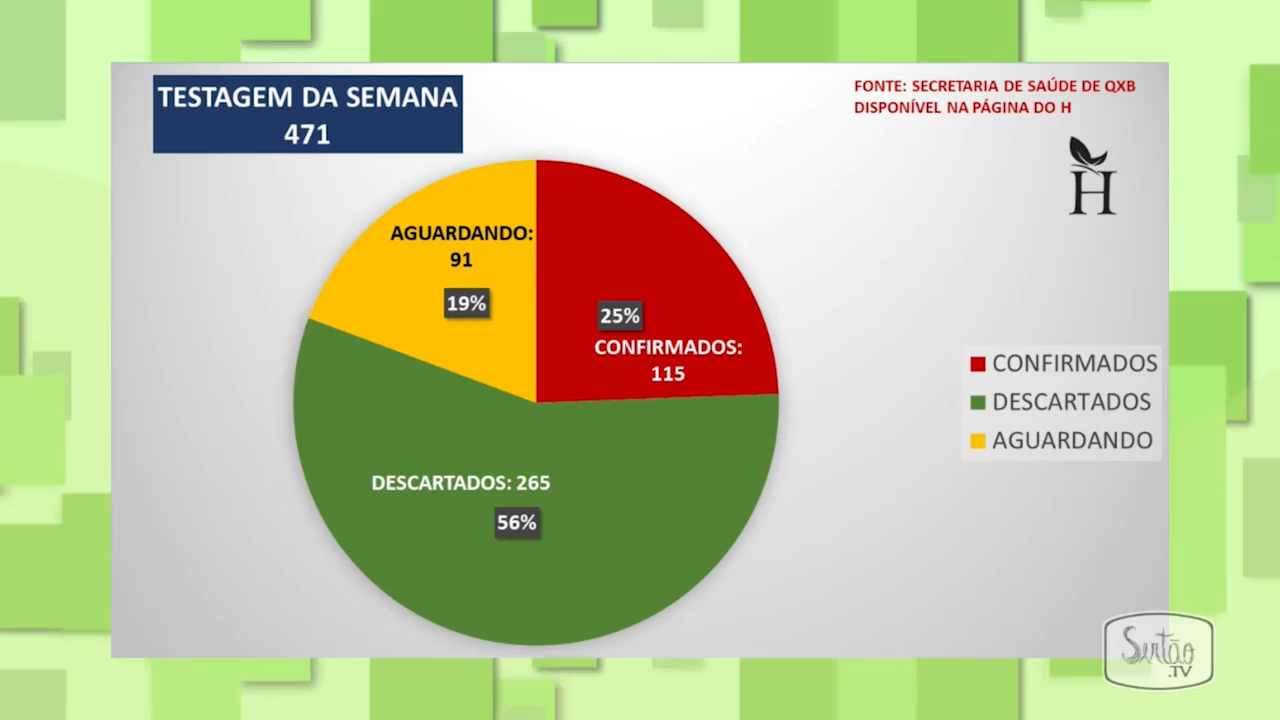 TESTAGEM DA SEMANA
471
FONTE: SECRETARIA DE SAÚDE DE QXB
DISPONÍVEL NA PÁGINA DO H
H
AGUARDANDO:
91
19%
25%
CONFIRMADOS:
115
DESCARTADOS: 265
56%
CONFIRMADOS
DESCARTADOS
AGUARDANDO
Sertão
.TV